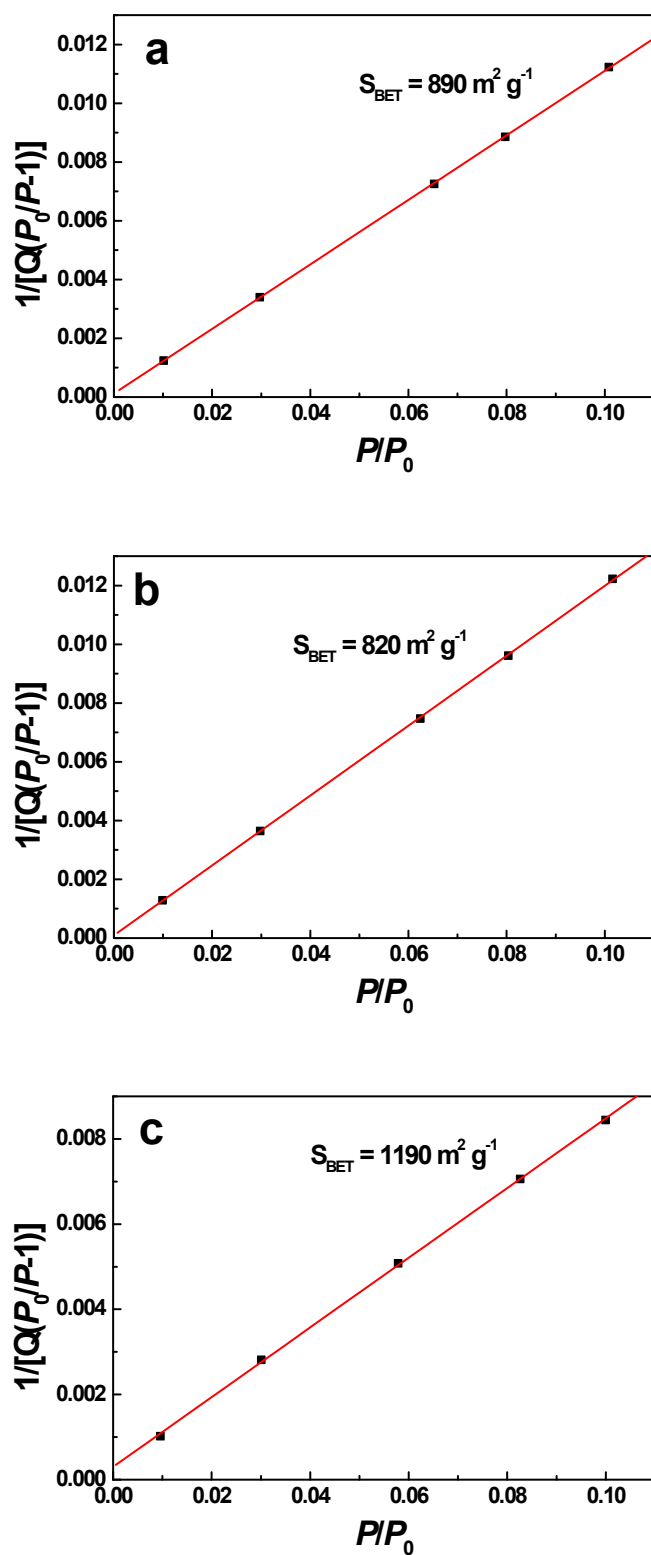 a
S_BET = 890 m² g⁻¹
0.012
0.010
0.008
0.006
0.004
0.002
0.000
1/[Q(P₀/P-1)]
0.00 0.02 0.04 0.06 0.08 0.10
P/P₀
b
S_BET = 820 m² g⁻¹
0.012
0.010
0.008
0.006
0.004
0.002
0.000
1/[Q(P₀/P-1)]
0.00 0.02 0.04 0.06 0.08 0.10
P/P₀
c
S_BET = 1190 m² g⁻¹
0.008
0.006
0.004
0.002
0.000
1/[Q(P₀/P-1)]
0.00 0.02 0.04 0.06 0.08 0.10
P/P₀